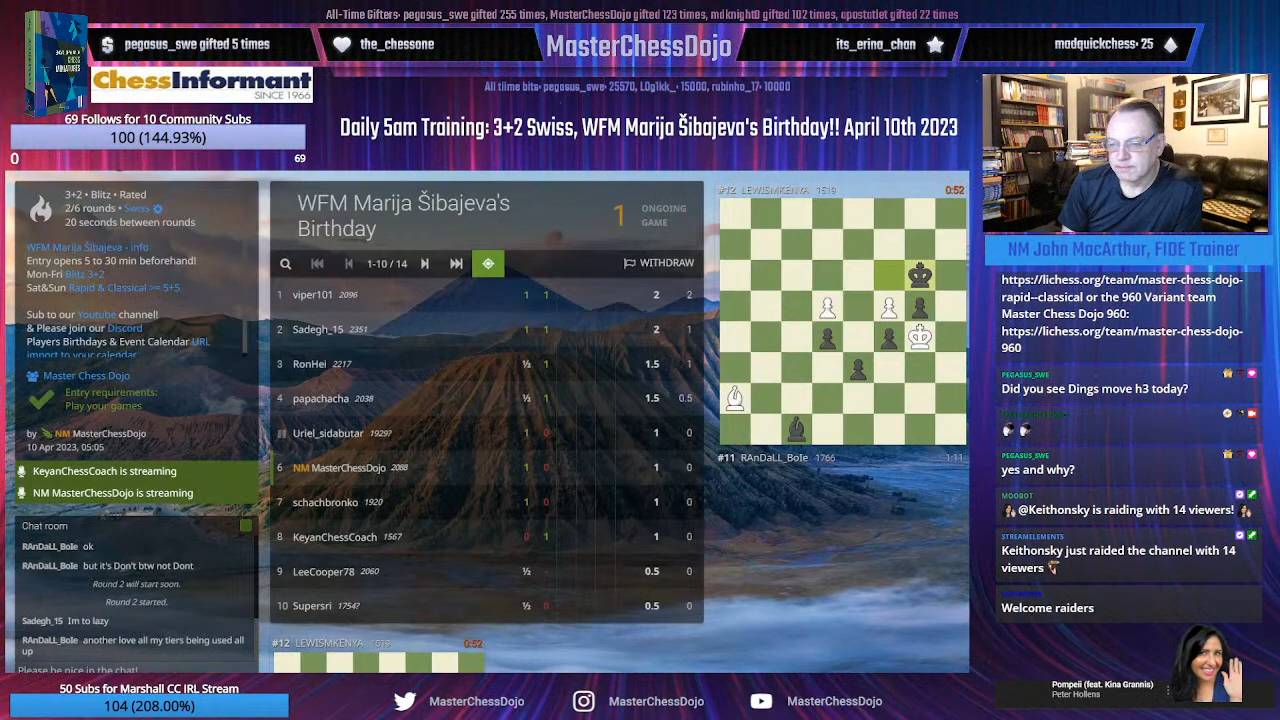 All-Time Gifters: pegasus_swe gifted 255 times, MasterChessDojo gifted 123 times, mdknightD gifted 102 times, apostatlet gifted 22 times
pegasus_swe gifted 5 times
the_chessone
MasterChessDojo
its_erina_chan
madquickchess: 25
ChessInformant
SINCE 1966
All tiime bits: pegasus_swe: 25570, L0g1kk_: 15000, rubinho_17: 10000
69 Follows for 10 Community Subs
100 (144.93%)
0
69
Daily 5am Training: 3+2 Swiss, WFM Marija Šibajeva's Birthday!! April 10th 2023
3+2 • Blitz • Rated
2/6 rounds • Swiss
20 seconds between rounds
WFM Marija Šibajeva - info
Entry opens 5 to 30 min beforehand!
Mon-Fri Blitz 3+2
Sat&Sun Rapid & Classical >= 5+5
Sub to our Youtube channel!
& Please join our Discord
Players Birthdays & Event Calendar URL
import to your calendar
Master Chess Dojo
Entry requirements:
Play your games
by NM MasterChessDojo
10 Apr 2023, 05:05
KeyanChessCoach is streaming
NM MasterChessDojo is streaming
Chat room
RAnDaLL_BoIe ok
RAnDaLL_BoIe but it's D()n't btw not Dont
Round 2 will start soon.
Round 2 started.
Sadegh_15 Im to lazy
RAnDaLL_BoIe another love all my tiers being used all
up
Please be nice in the chat!
WFM Marija Šibajeva's
Birthday
1
ONGOING
GAME
1-10 / 14
WITHDRAW
1 viper101 2096 1 1 2 2
2 Sadegh_15 2351 1 1 2 1
3 RonHei 2217 ½ 1 1.5 1
4 papachacha 2038 ½ 1 1.5 0.5
Uriel_sidabutar 1929? 1 0 1 0
6 NM MasterChessDojo 2088 1 0 1 0
7 schachbronko 1920 1 0 1 0
8 KeyanChessCoach 1567 0 1 1 0
9 LeeCooper78 2060 ½ - 0.5 0
10 Supersri 1754? ½ 0 0.5 0
#12 LEWISMKENYA 1519 0:52
#12 LEWISMKENYA 1519 0:52
#11 RAnDaLL_BoIe 1766 1:11
NM John MacArthur, FIDE Trainer
https://lichess.org/team/master-chess-dojo-
rapid--classical or the 960 Variant team
Master Chess Dojo 960:
https://lichess.org/team/master-chess-dojo-
960
PEGASUS_SWE
Did you see Dings move h3 today?
PEGASUS_SWE
yes and why?
MOOBOT
@Keithonsky is raiding with 14 viewers!
STREAMELEMENTS
Keithonsky just raided the channel with 14
viewers
Welcome raiders
Pompeii (feat. Kina Grannis)
Peter Hollens
50 Subs for Marshall CC IRL Stream
104 (208.00%)
MasterChessDojo
MasterChessDojo
MasterChessDojo